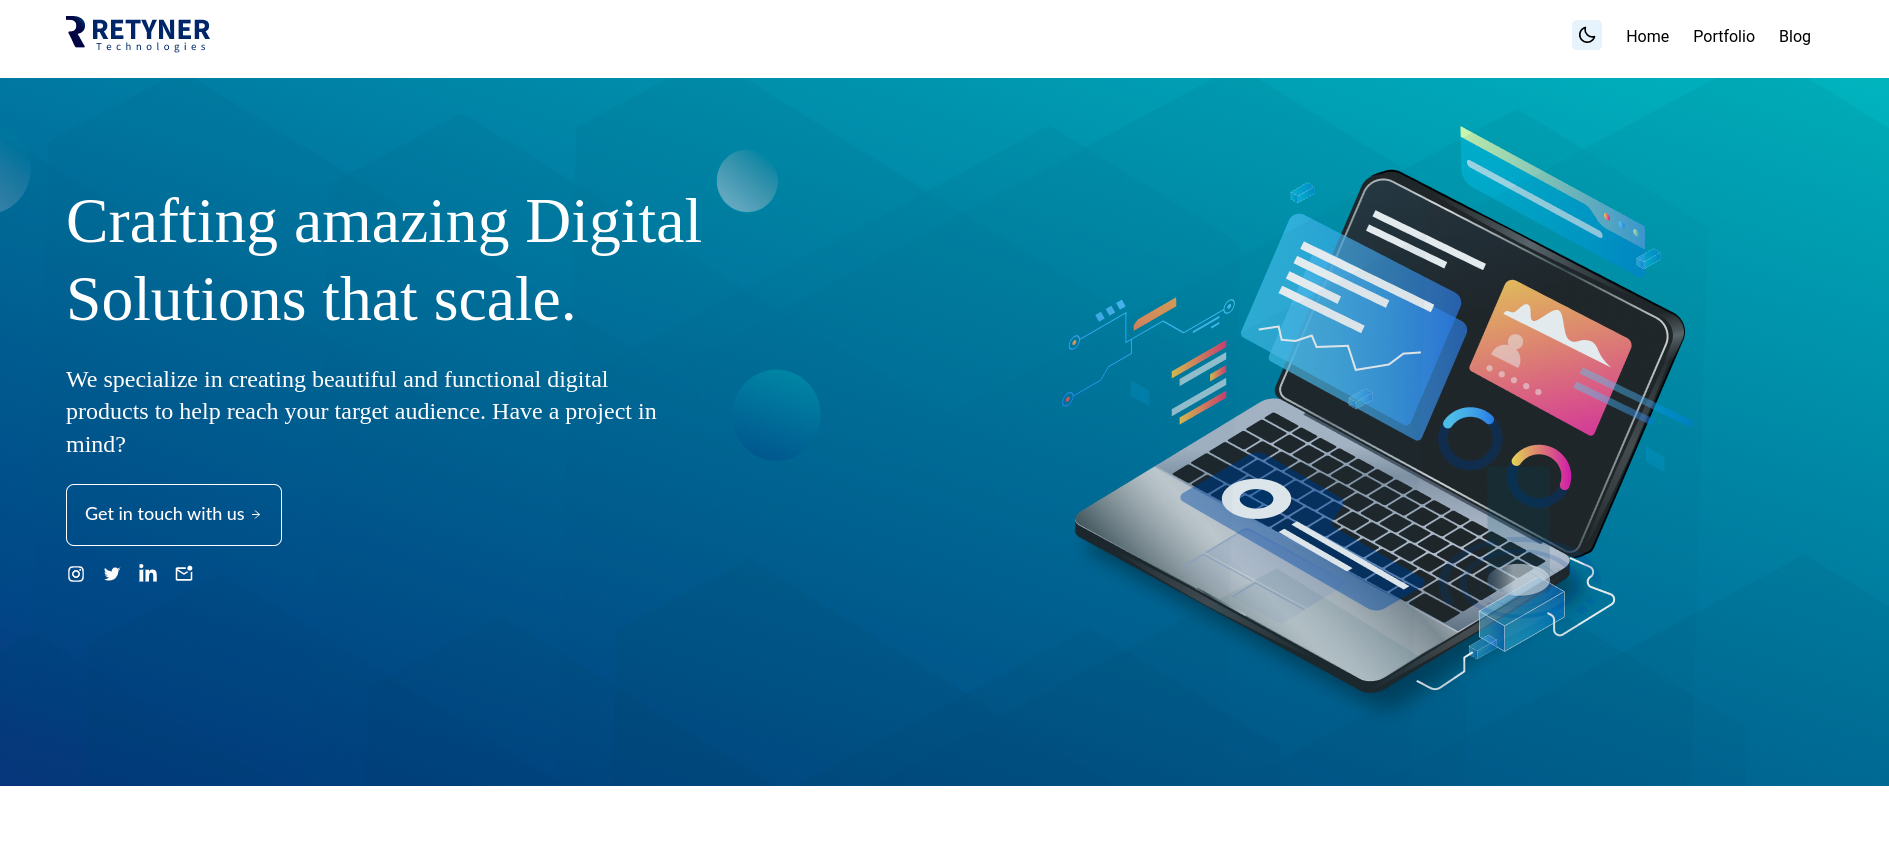 RETYNER
Technologies
Home Portfolio Blog
Crafting amazing Digital
Solutions that scale.
We specialize in creating beautiful and functional digital
products to help reach your target audience. Have a project in
mind?
Get in touch with us →